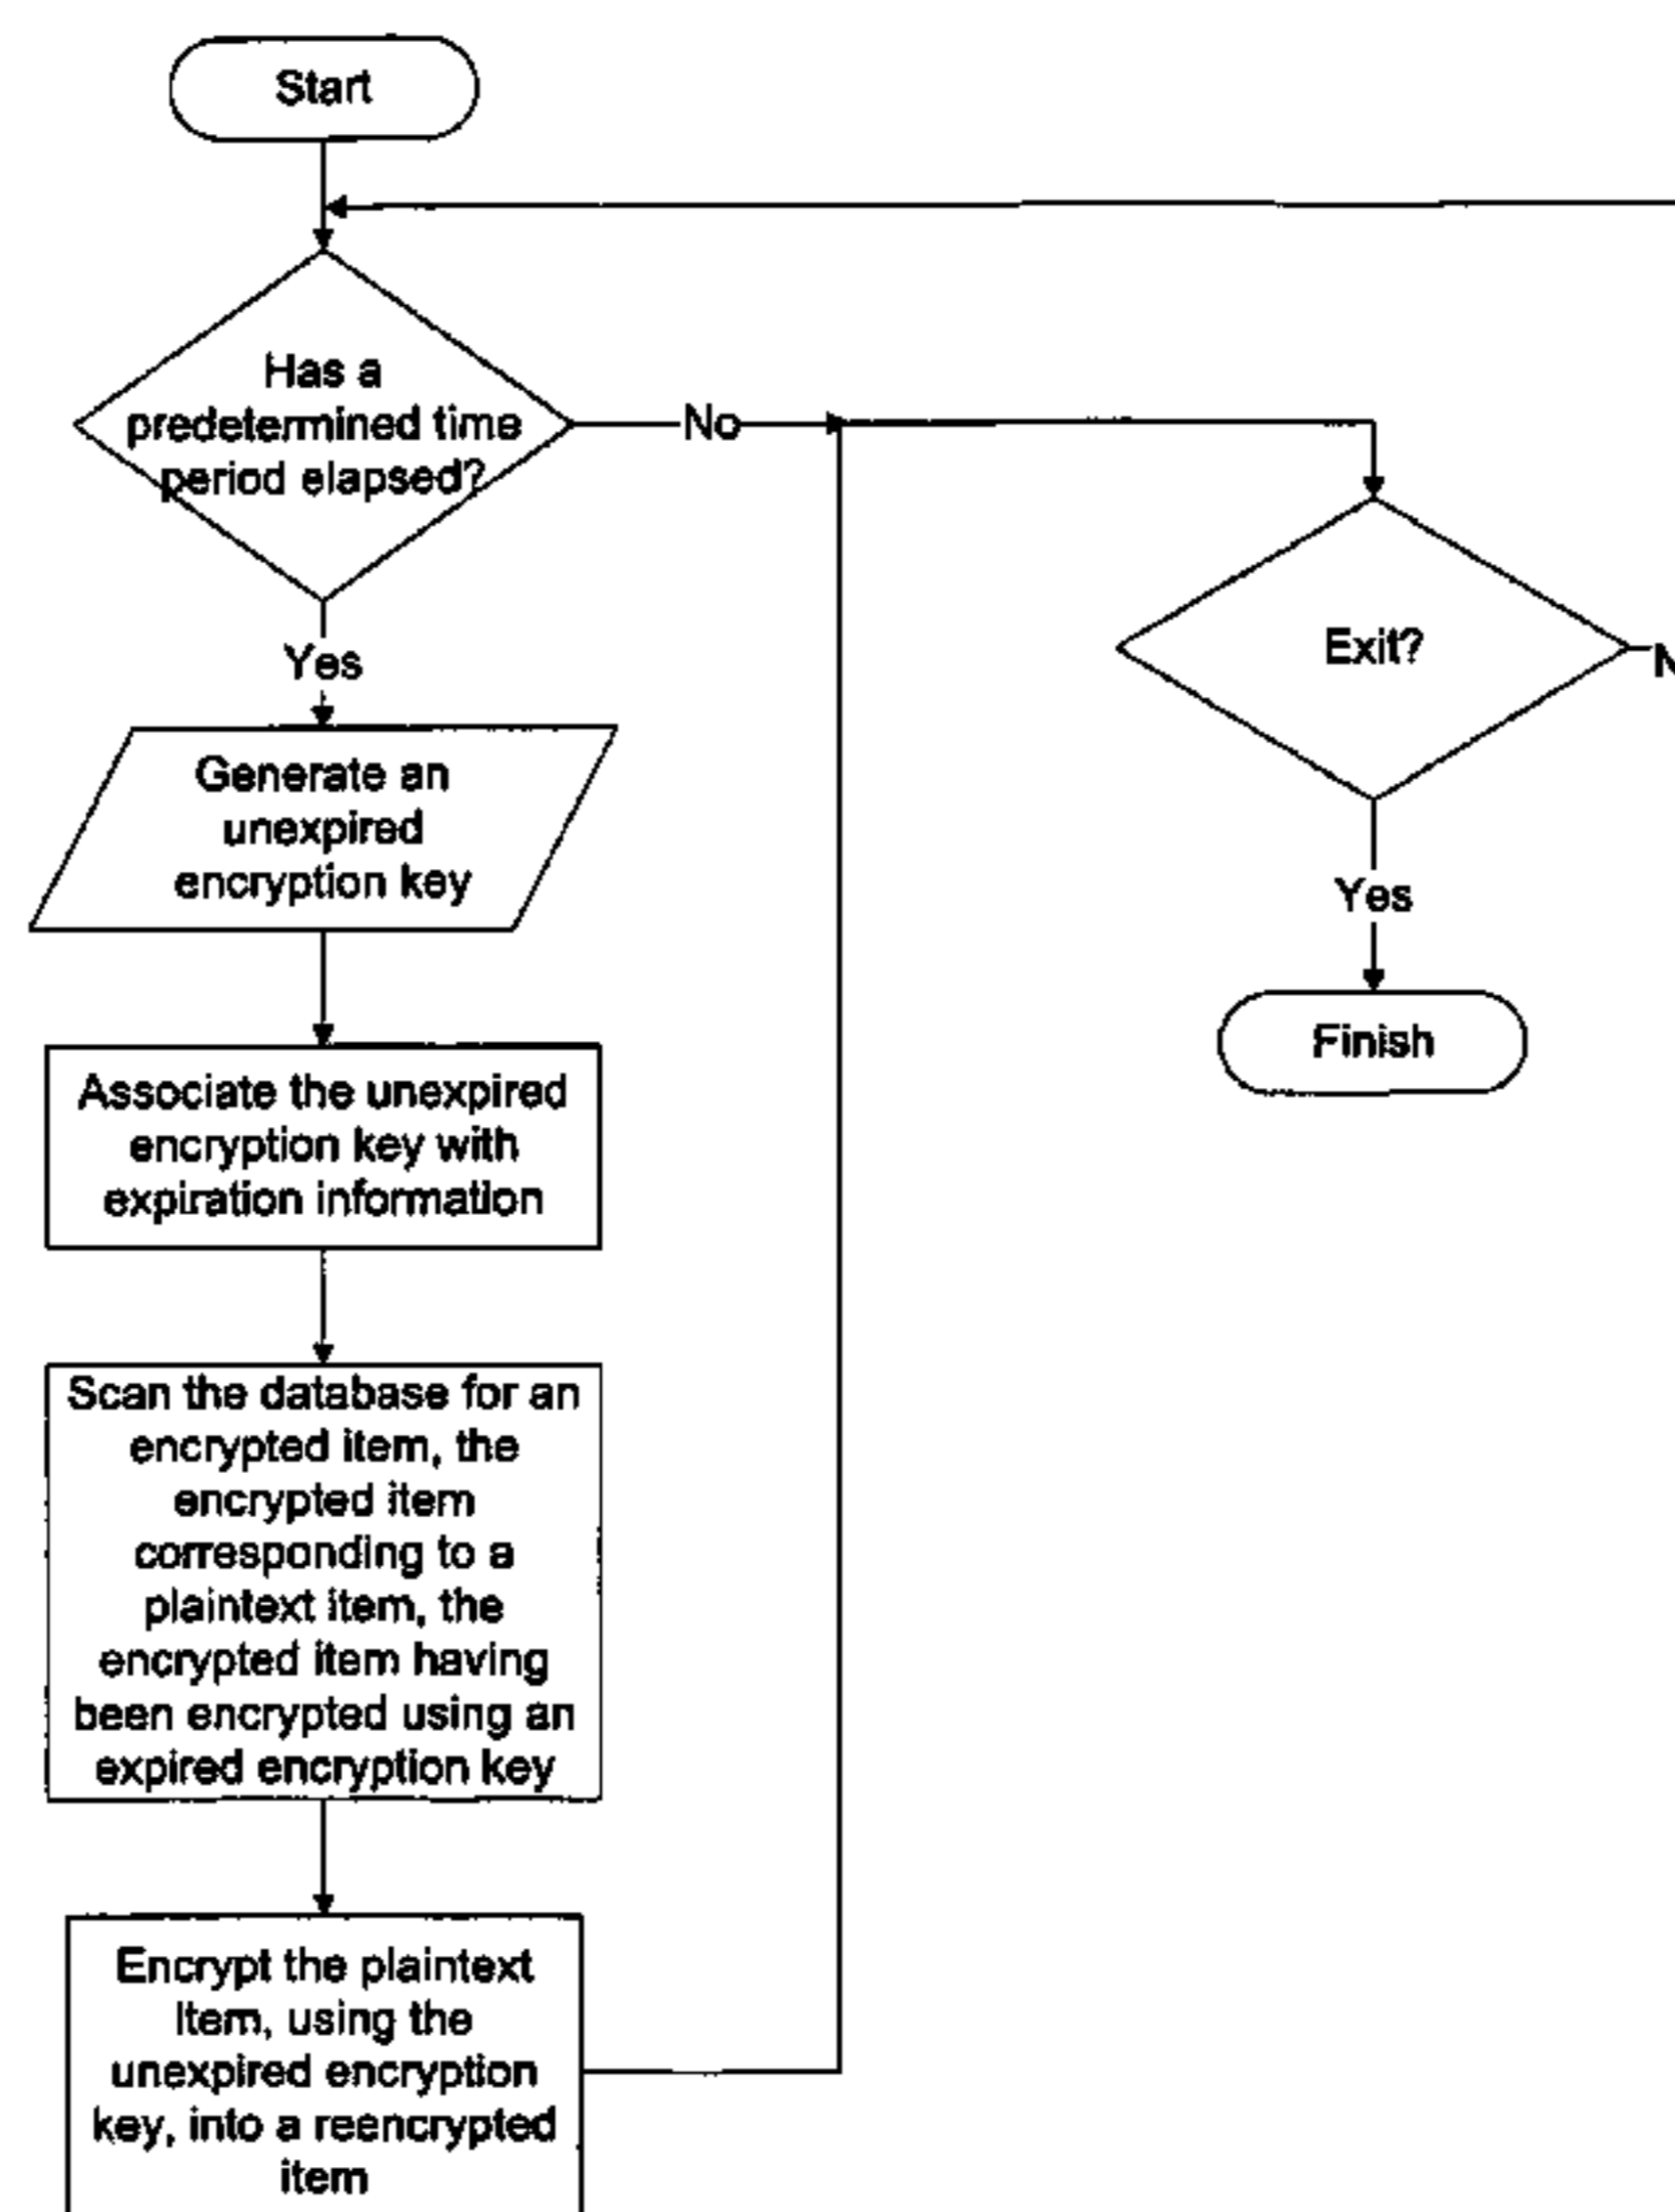 Start
Has a
predetermined time
period elapsed?
No
Yes
Exit?
Generate an
unexpired
encryption key
Yes
Finish
Associate the unexpired
encryption key with
expiration information
Scan the database for an
encrypted item, the
encrypted item
corresponding to a
plaintext item, the
encrypted item having
been encrypted using an
expired encryption key
Encrypt the plaintext
item, using the
unexpired encryption
key, into a reencrypted
item